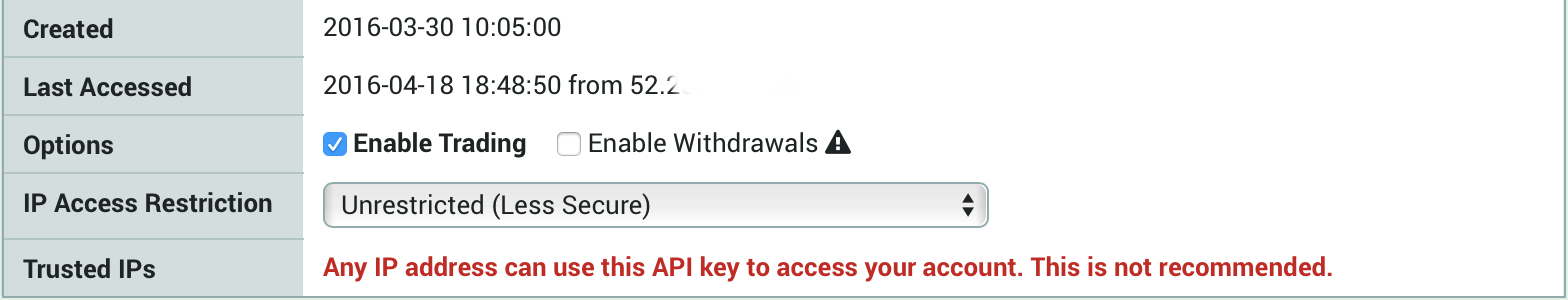 Created 2016-03-30 10:05:00
Last Accessed 2016-04-18 18:48:50 from 52.2
Options Enable Trading Enable Withdrawals
IP Access Restriction Unrestricted (Less Secure)
Trusted IPs Any IP address can use this API key to access your account. This is not recommended.